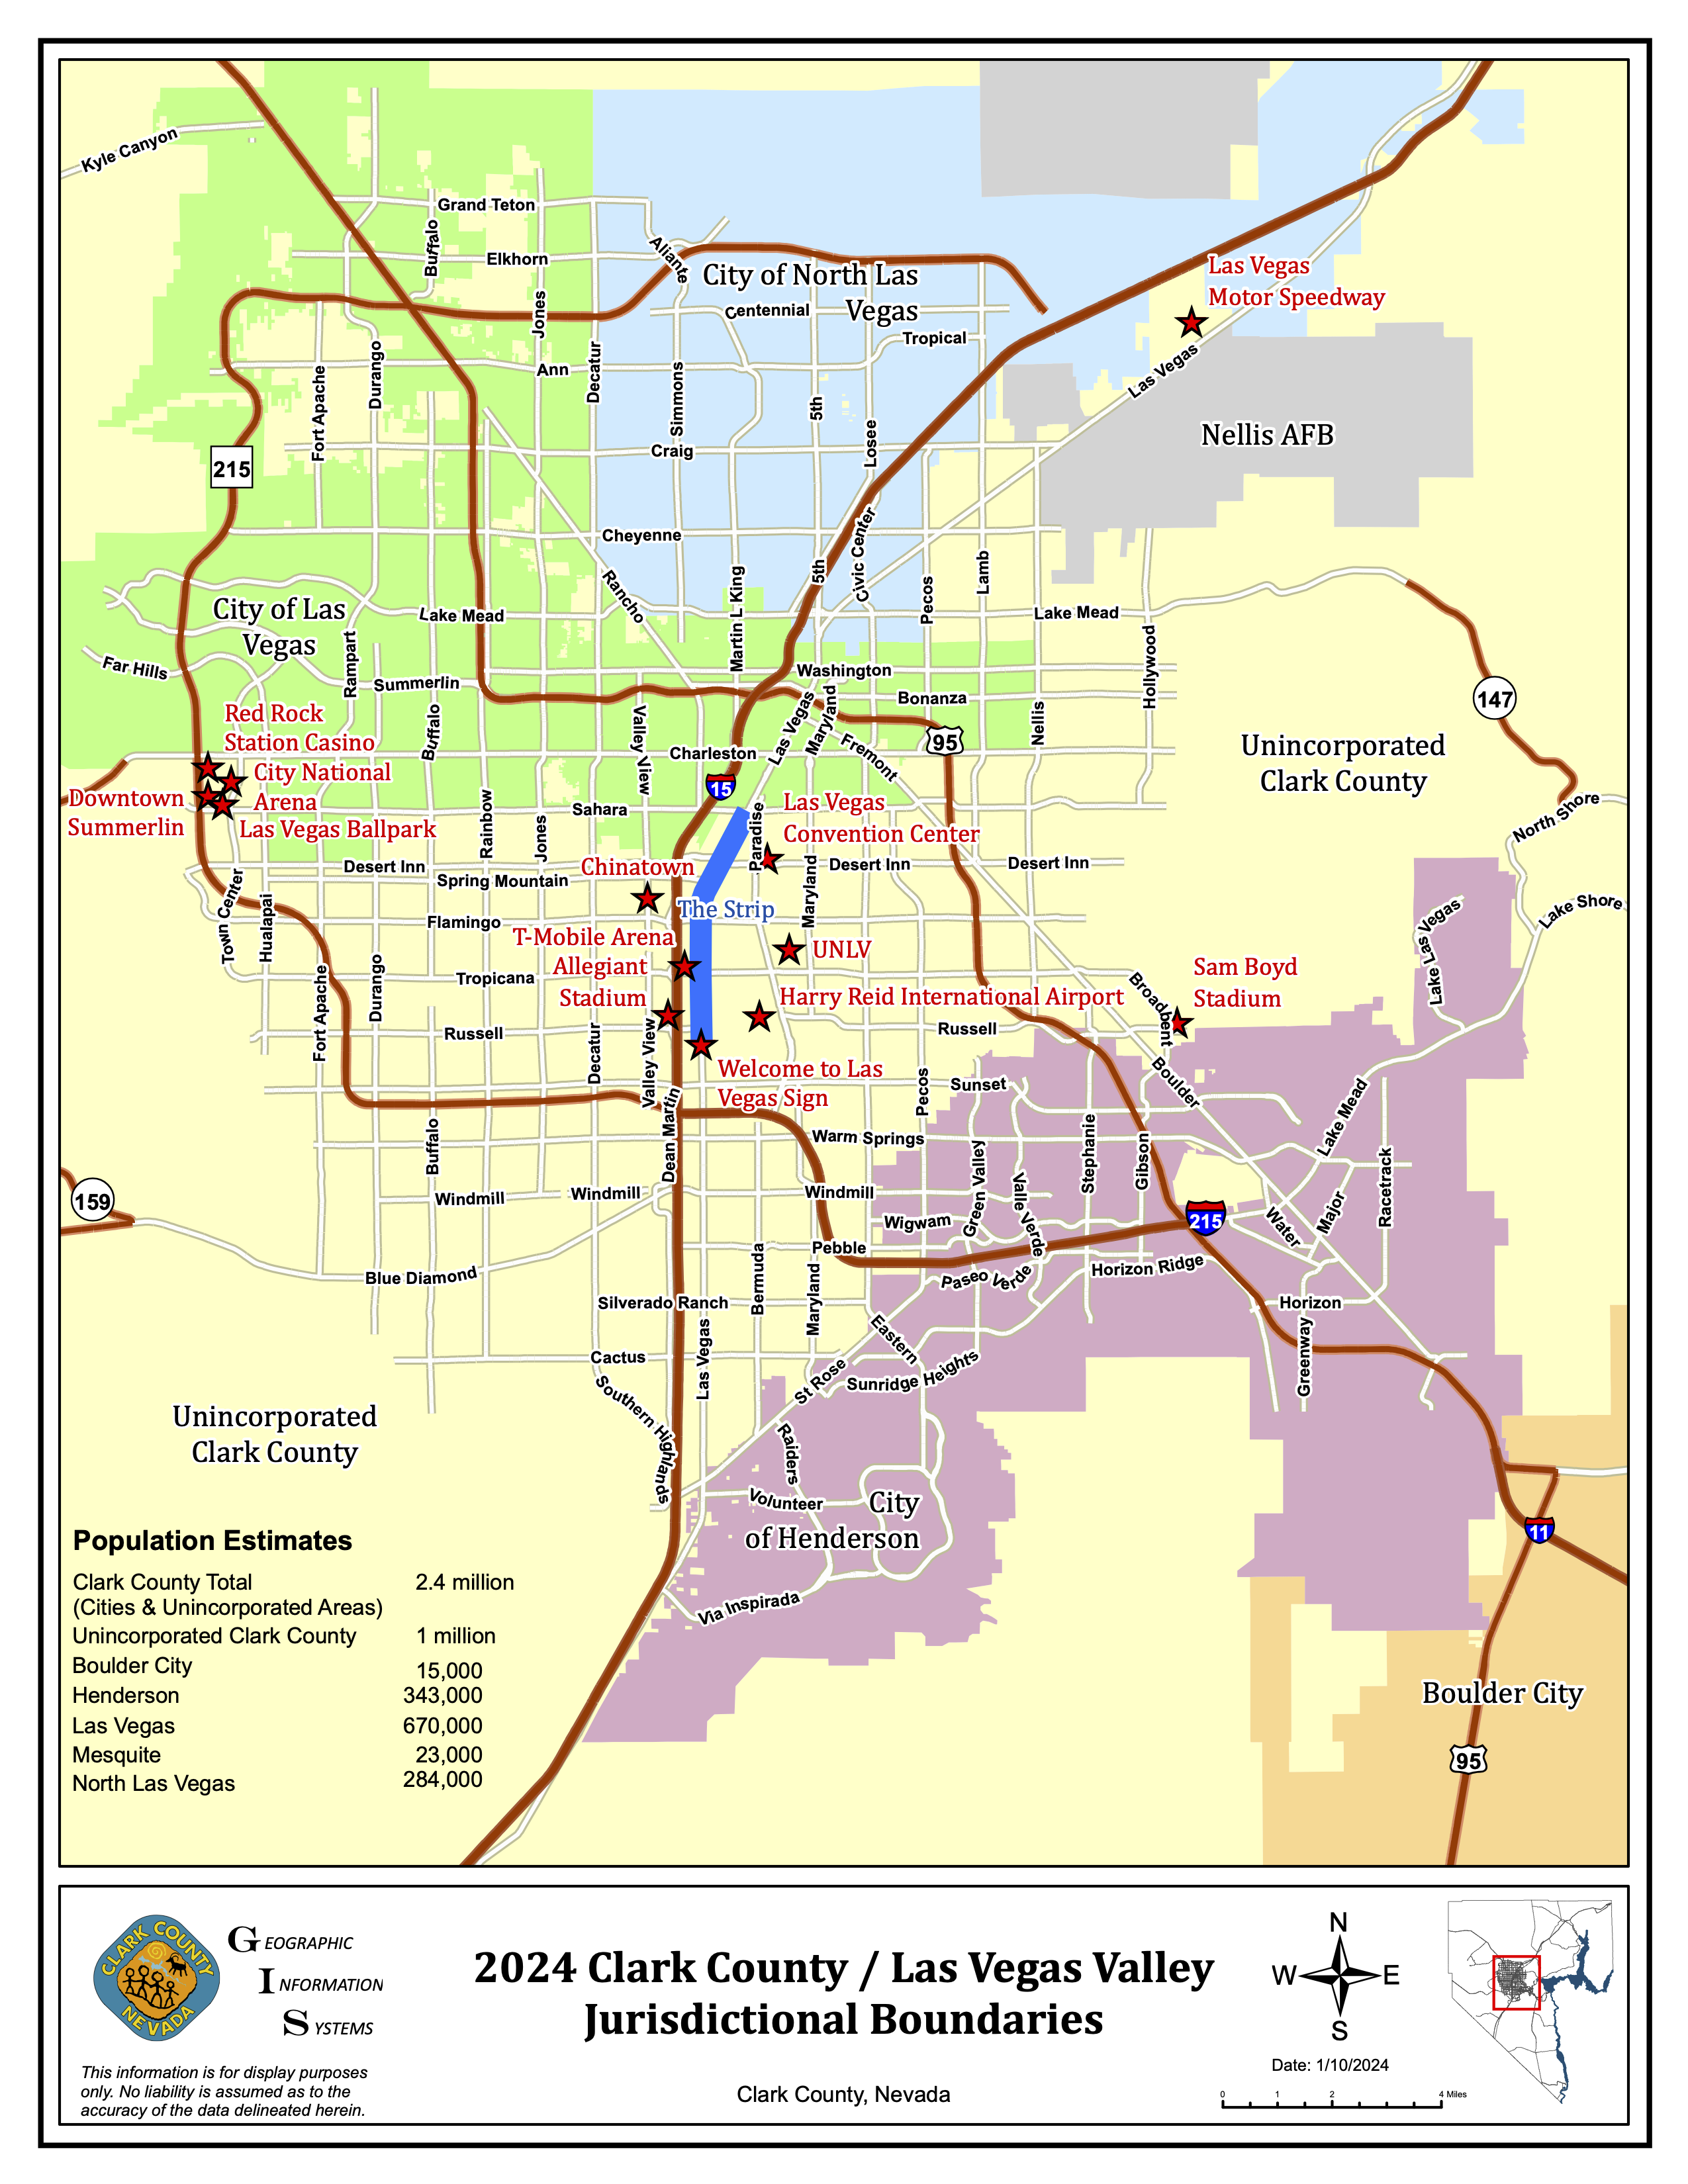 Kyle Canyon
Grand Teton
Buffalo
Elkhorn
Aliante
City of North Las
Vegas
Las Vegas
Motor Speedway
Centennial
Jones
Tropical
Durango
Decatur
Ann
Las Vegas
Fort Apache
Simmons
5th
Losee
Nellis AFB
Craig
215
Cheyenne
Civic Center
5th
Rancho
Martin L King
Pecos
Lamb
City of Las
Vegas
Lake Mead
Lake Mead
Hollywood
Far Hills
Rampart
Summerlin
Washington
Bonanza
147
Red Rock
Station Casino
Buffalo
Valley View
Las Vegas
Maryland
Nellis
95
Charleston
Fremont
Unincorporated
Clark County
City National
Arena
15
Downtown
Summerlin
Las Vegas Ballpark
Rainbow
Jones
Sahara
Paradise
Las Vegas
Convention Center
North Shore
Desert Inn
Spring Mountain
Chinatown
Maryland
Desert Inn
Desert Inn
Town Center
Hualapai
Flamingo
The Strip
Lake Las Vegas
Lake Shore
T-Mobile Arena
UNLV
Allegiant
Stadium
Fort Apache
Durango
Tropicana
Harry Reid International Airport
Broadbent
Sam Boyd
Stadium
Russell
Decatur
Valley View
Russell
Welcome to Las
Vegas Sign
Pecos
Sunset
Boulder
Buffalo
Dean Martin
Warm Springs
Green Valley
Valle Verde
Stephanie
Gibson
Lake Mead
Racetrack
159
Windmill
Windmill
Windmill
Wigwam
215
Water
Major
Blue Diamond
Bermuda
Pebble
Maryland
Paseo Verde
Horizon Ridge
Silverado Ranch
Eastern
Horizon
Greenway
Cactus
Las Vegas
St Rose
Sunridge Heights
Southern Highlands
Unincorporated
Clark County
Raiders
Volunteer
City
of Henderson
11
Via Inspirada
Boulder City
95
Population Estimates
Clark County Total 2.4 million
(Cities & Unincorporated Areas)
Unincorporated Clark County 1 million
Boulder City 15,000
Henderson 343,000
Las Vegas 670,000
Mesquite 23,000
North Las Vegas 284,000
CLARK COUNTY
NEVADA
GEOGRAPHIC
INFORMATION
SYSTEMS
This information is for display purposes
only. No liability is assumed as to the
accuracy of the data delineated herein.
2024 Clark County / Las Vegas Valley
Jurisdictional Boundaries
Clark County, Nevada
N
W E
S
Date: 1/10/2024
0 1 2 4 Miles